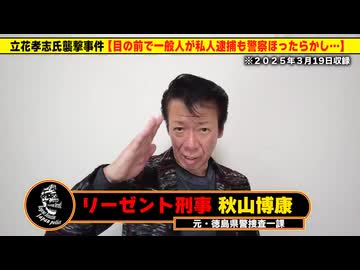 立花孝志氏襲撃事件【目の前で一般人が私人逮捕も警察ほったらかし…】
※2025年3月19日収録
リーゼント刑事 秋山博康
元・徳島県警捜査一課